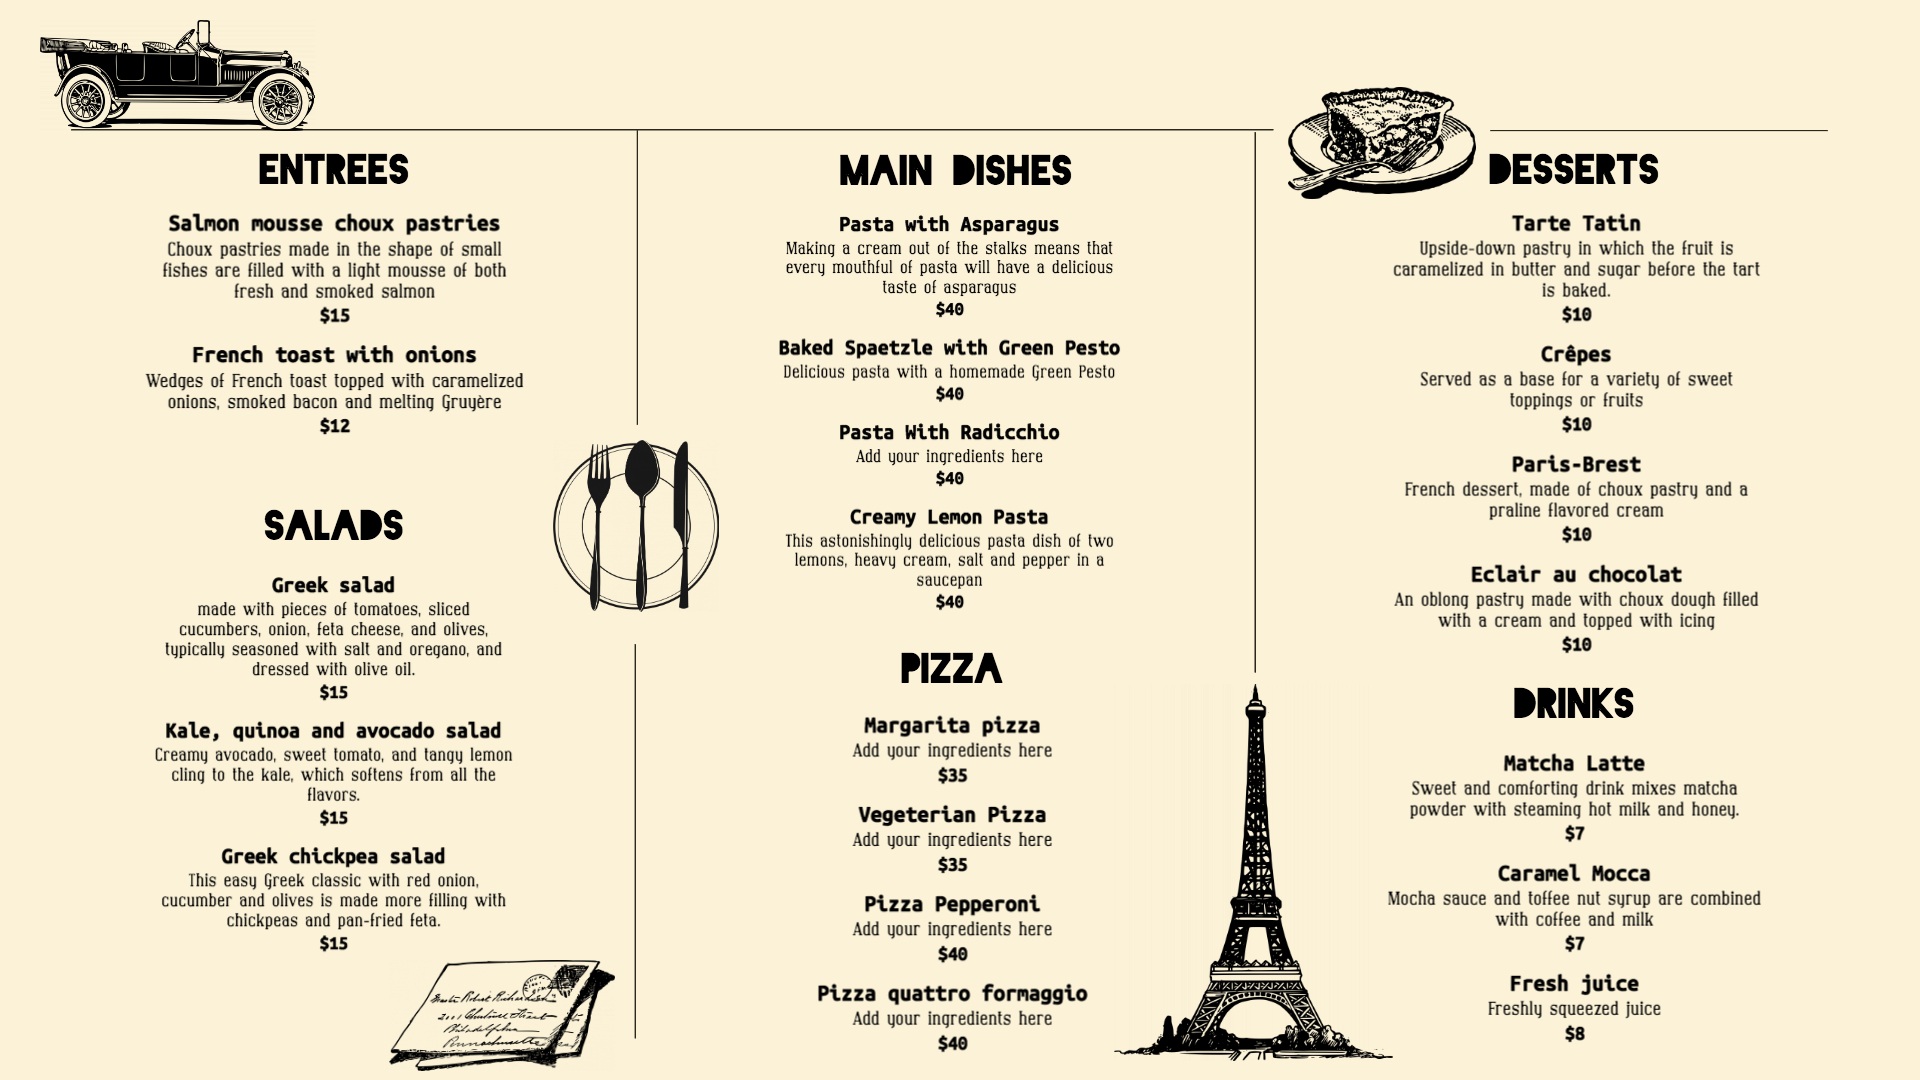 ENTREES
Salmon mousse choux pastries
Choux pastries made in the shape of small
fishes are filled with a light mousse of both
fresh and smoked salmon
$15
French toast with onions
Wedges of French toast topped with caramelized
onions, smoked bacon and melting Gruyère
$12
SALADS
Greek salad
made with pieces of tomatoes, sliced
cucumbers, onion, feta cheese, and olives,
typically seasoned with salt and oregano, and
dressed with olive oil.
$15
Kale, quinoa and avocado salad
Creamy avocado, sweet tomato, and tangy lemon
cling to the kale, which softens from all the
flavors.
$15
Greek chickpea salad
This easy Greek classic with red onion,
cucumber and olives is made more filling with
chickpeas and pan-fried feta.
$15
Robert
Philadelphia
MAIN DISHES
Pasta with Asparagus
Making a cream out of the stalks means that
every mouthful of pasta will have a delicious
taste of asparagus
$40
Baked Spaetzle with Green Pesto
Delicious pasta with a homemade Green Pesto
$40
Pasta With Radicchio
Add your ingredients here
$40
Creamy Lemon Pasta
This astonishingly delicious pasta dish of two
lemons, heavy cream, salt and pepper in a
saucepan
$40
PIZZA
Margarita pizza
Add your ingredients here
$35
Vegeterian Pizza
Add your ingredients here
$35
Pizza Pepperoni
Add your ingredients here
$40
Pizza quattro formaggio
Add your ingredients here
$40
DESSERTS
Tarte Tatin
Upside-down pastry in which the fruit is
caramelized in butter and sugar before the tart
is baked.
$10
Crêpes
Served as a base for a variety of sweet
toppings or fruits
$10
Paris-Brest
French dessert, made of choux pastry and a
praline flavored cream
$10
Eclair au chocolat
An oblong pastry made with choux dough filled
with a cream and topped with icing
$10
DRINKS
Matcha Latte
Sweet and comforting drink mixes matcha
powder with steaming hot milk and honey.
$7
Caramel Mocca
Mocha sauce and toffee nut syrup are combined
with coffee and milk
$7
Fresh juice
Freshly squeezed juice
$8